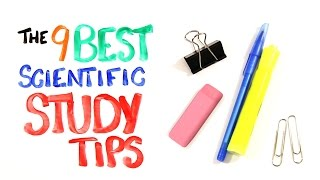 THE 9 BEST
SCIENTIFIC
STUDY
TIPS